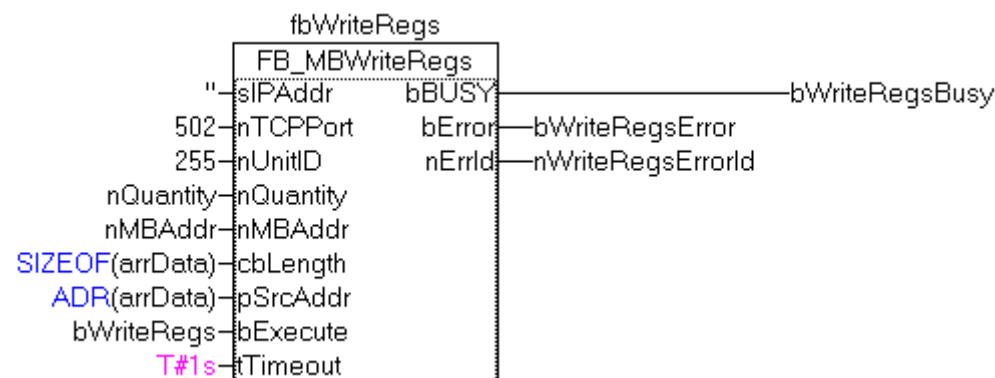 fbWriteRegs
FB_MBWriteRegs
''sIPAddr bBUSY bWriteRegsBusy
502 nTCPPort bError bWriteRegsError
255 nUnitID nErrId nWriteRegsErrorId
nQuantity nQuantity
nMBAddr nMBAddr
SIZEOF(arrData) cbLength
ADR(arrData) pSrcAddr
bWriteRegs bExecute
T#1s tTimeout